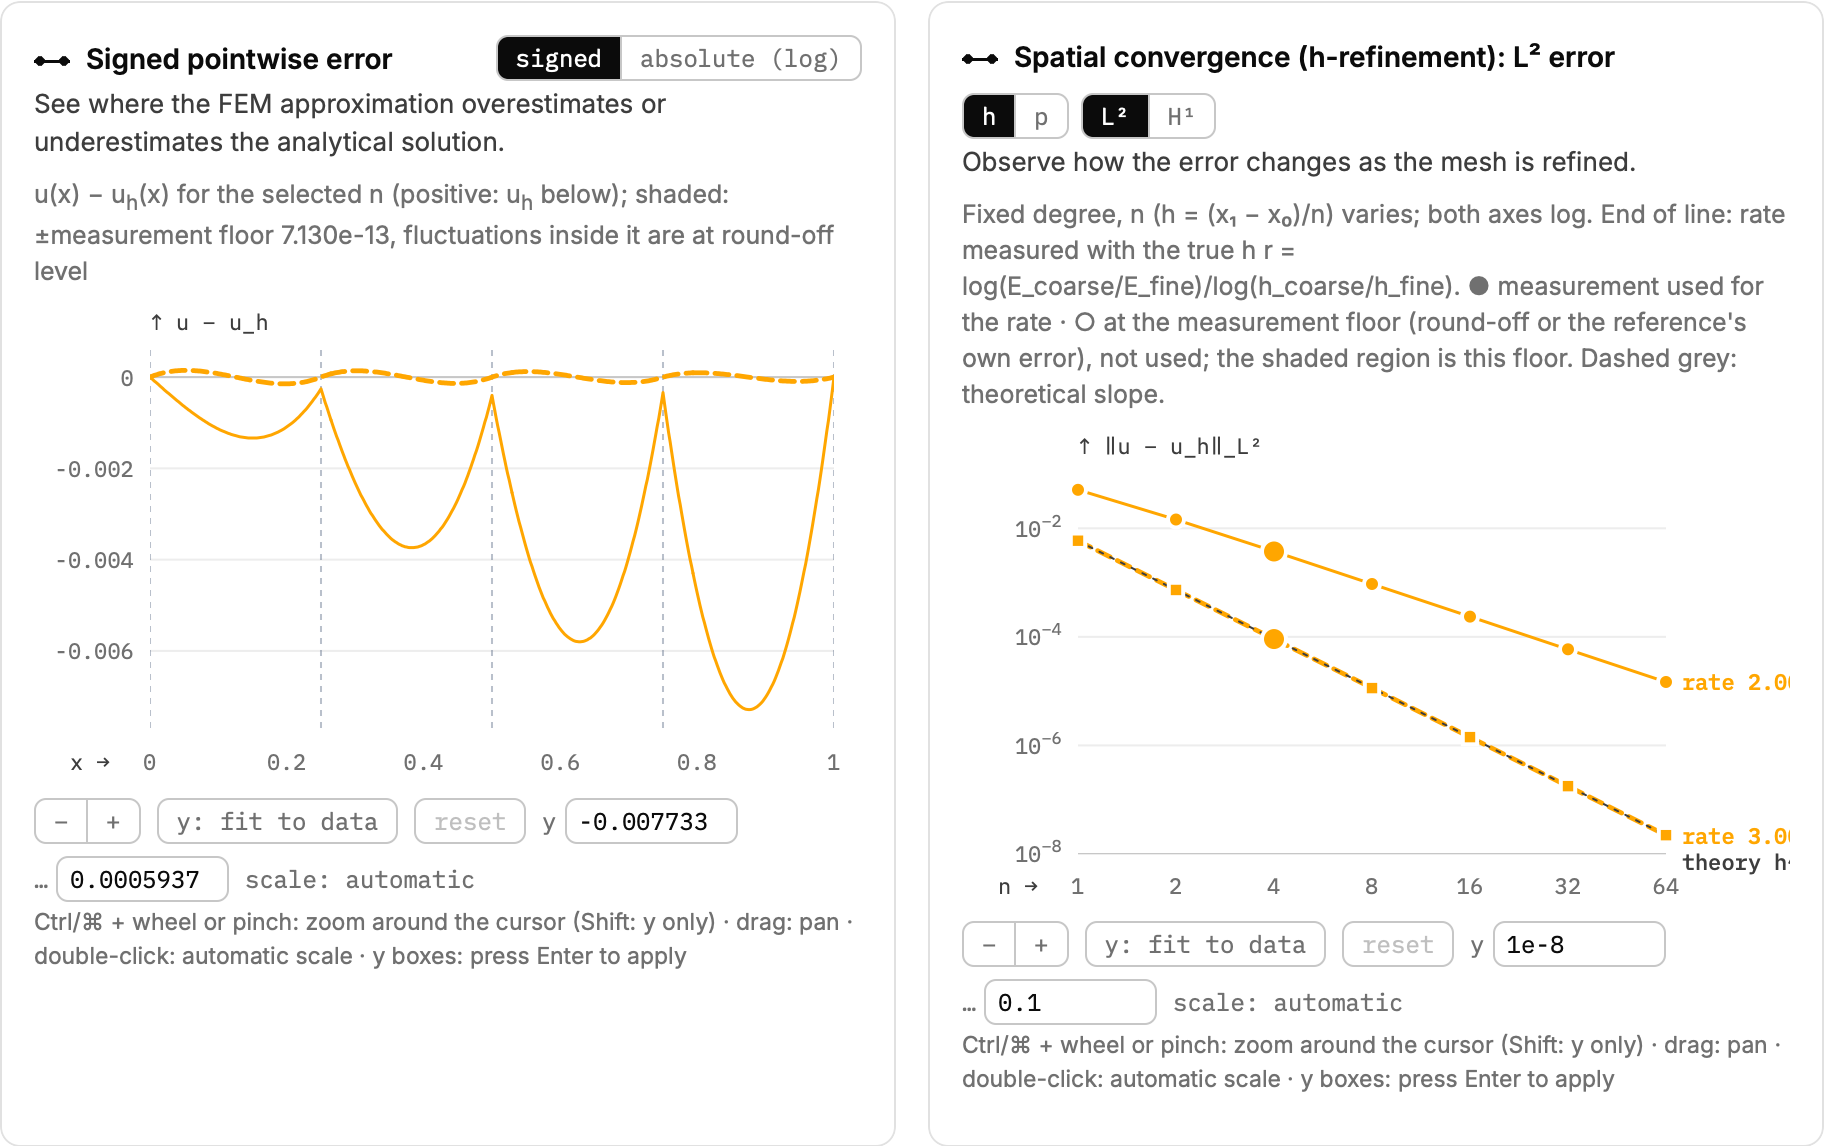 Signed pointwise error
signed
absolute (log)
See where the FEM approximation overestimates or
underestimates the analytical solution.
u(x) − uₕ(x) for the selected n (positive: uₕ below); shaded:
±measurement floor 7.130e-13, fluctuations inside it are at round-off
level
↑ u − u_h
0
-0.002
-0.004
-0.006
x → 0 0.2 0.4 0.6 0.8 1
− + y: fit to data reset y -0.007733
… 0.0005937 scale: automatic
Ctrl/⌘ + wheel or pinch: zoom around the cursor (Shift: y only) · drag: pan ·
double-click: automatic scale · y boxes: press Enter to apply
Spatial convergence (h-refinement): L² error
h p L² H¹
Observe how the error changes as the mesh is refined.
Fixed degree, n (h = (x₁ − x₀)/n) varies; both axes log. End of line: rate
measured with the true h r =
log(E_coarse/E_fine)/log(h_coarse/h_fine). ● measurement used for
the rate · ○ at the measurement floor (round-off or the reference's
own error), not used; the shaded region is this floor. Dashed grey:
theoretical slope.
↑ ‖u − u_h‖_L²
10⁻²
10⁻⁴
10⁻⁶
10⁻⁸
rate 2.0
rate 3.0
theory h
n → 1 2 4 8 16 32 64
− + y: fit to data reset y 1e-8
… 0.1 scale: automatic
Ctrl/⌘ + wheel or pinch: zoom around the cursor (Shift: y only) · drag: pan ·
double-click: automatic scale · y boxes: press Enter to apply